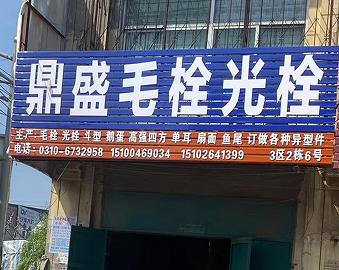 鼎盛毛栓光栓
主产-毛栓 光栓 斗型 鹅蛋 高强四方 单耳 扇面 鱼尾 订做各种异型件
电话-0310-6732958 15100469034 15102641399 3区2栋6号